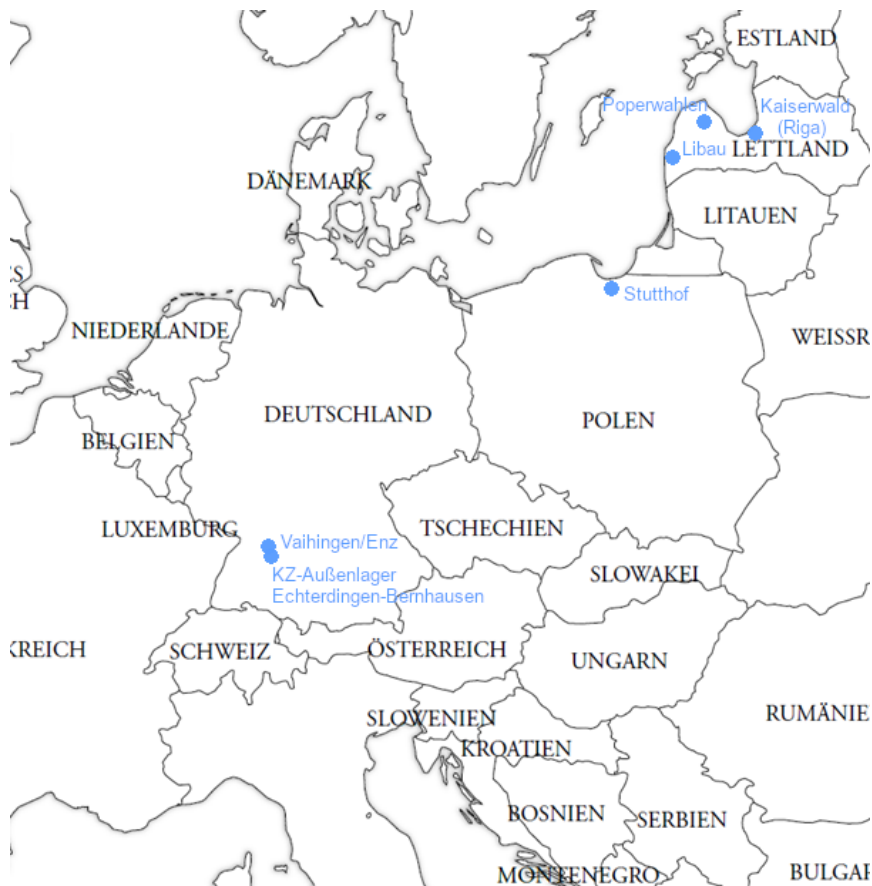 ESTLAND
Poperwahlen
Kaiserwald
(Riga)
Libau
LETTLAND
DÄNEMARK
LITAUEN
S
H
Stutthof
NIEDERLANDE
WEISSR
DEUTSCHLAND
POLEN
BELGIEN
LUXEMBURG
TSCHECHIEN
Vaihingen/Enz
KZ-Außenlager
Echterdingen-Bernhausen
SLOWAKEI
KREICH
SCHWEIZ
ÖSTERREICH
UNGARN
SLOWENIEN
RUMÄNIE
KROATIEN
BOSNIEN
SERBIEN
MONTENEGRO
BULGAR